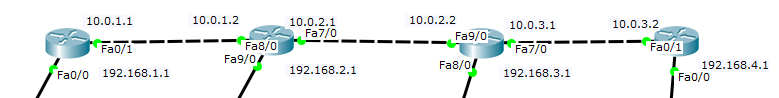 10.0.1.1
10.0.1.2
10.0.2.1
10.0.2.2
10.0.3.1
10.0.3.2
Fa0/1
Fa8/0
Fa7/0
Fa9/0
Fa7/0
Fa0/1
Fa0/0
192.168.1.1
Fa9/0
192.168.2.1
Fa8/0
192.168.3.1
Fa0/0
192.168.4.1